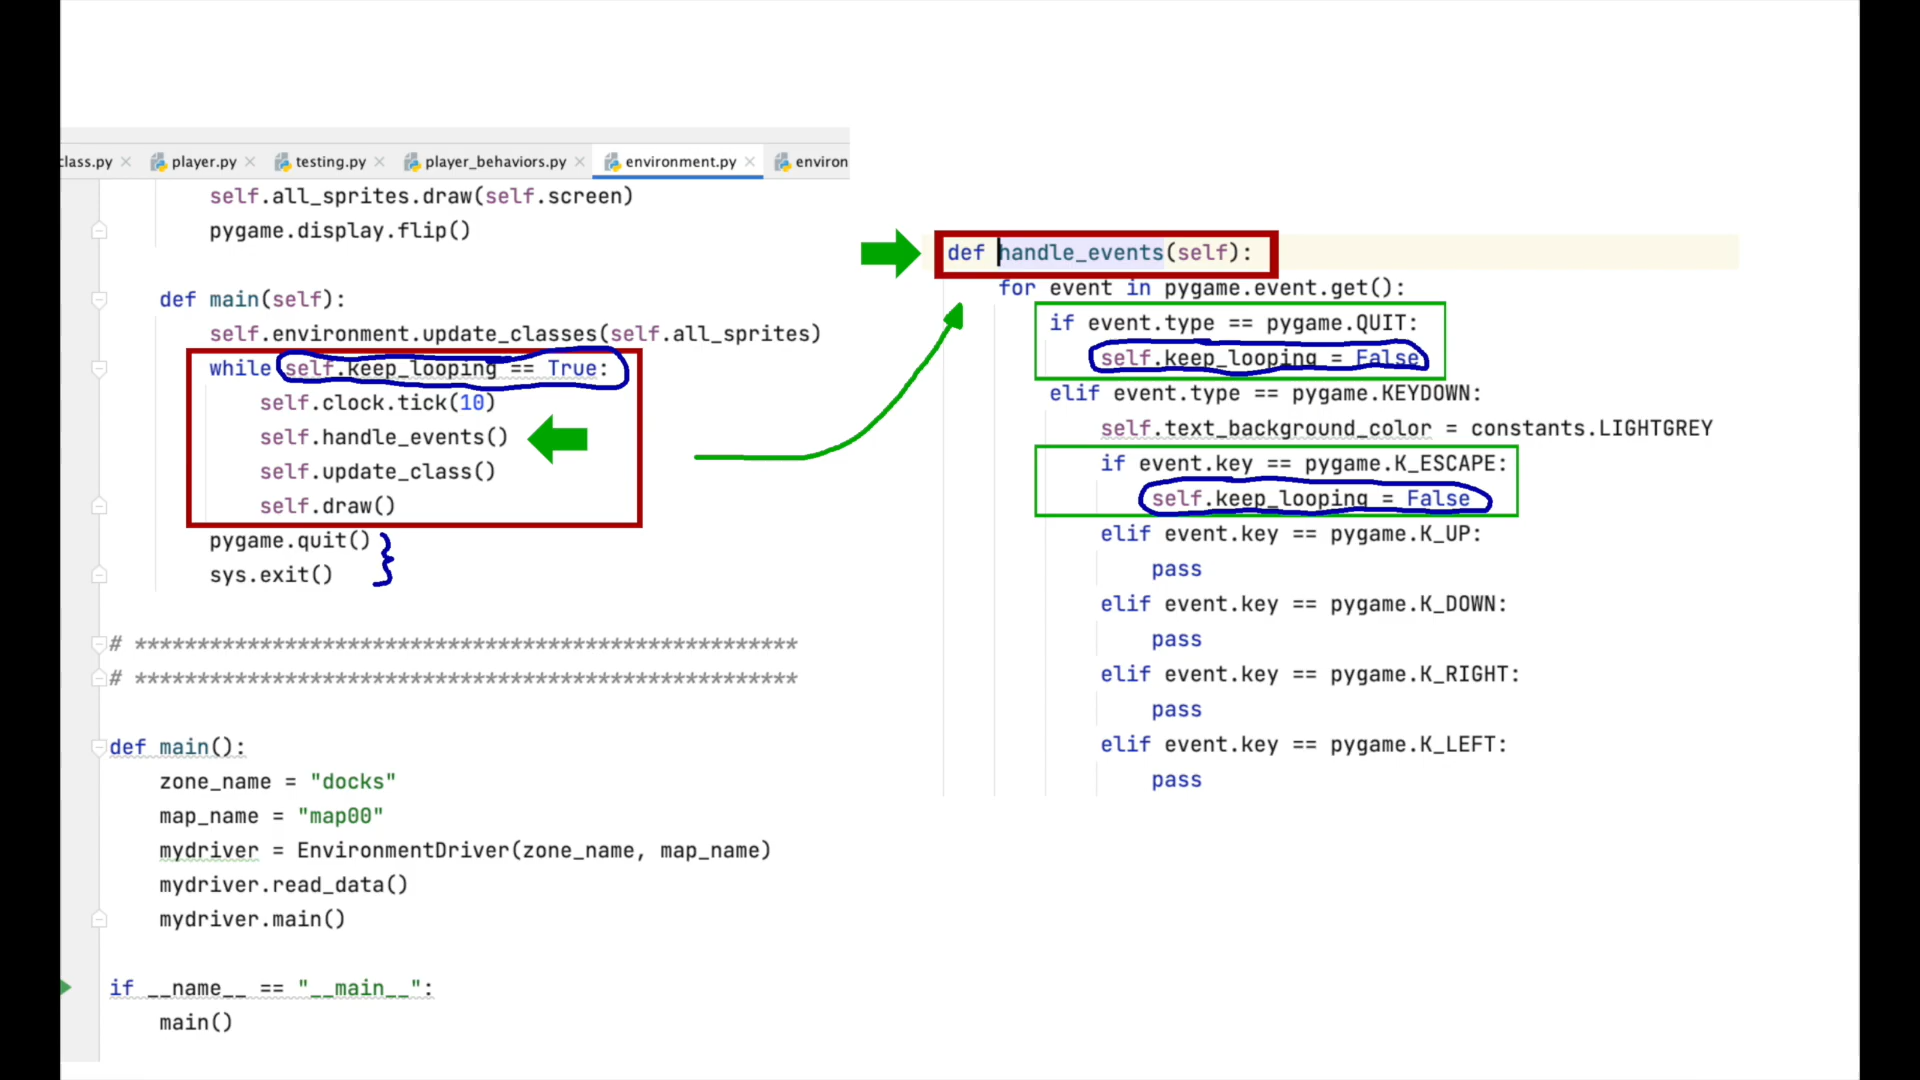 class.py player.py testing.py player_behaviors.py environment.py environ
self.all_sprites.draw(self.screen)
pygame.display.flip()
def main(self):
self.environment.update_classes(self.all_sprites)
while self.keep_looping == True:
self.clock.tick(10)
self.handle_events()
self.update_class()
self.draw()
pygame.quit()
sys.exit()
# *****************************************************
# *****************************************************
def main():
zone_name = "docks"
map_name = "map00"
mydriver = EnvironmentDriver(zone_name, map_name)
mydriver.read_data()
mydriver.main()
if __name__ == "__main__":
main()
def handle_events(self):
for event in pygame.event.get():
if event.type == pygame.QUIT:
self.keep_looping = False
elif event.type == pygame.KEYDOWN:
self.text_background_color = constants.LIGHTGREY
if event.key == pygame.K_ESCAPE:
self.keep_looping = False
elif event.key == pygame.K_UP:
pass
elif event.key == pygame.K_DOWN:
pass
elif event.key == pygame.K_RIGHT:
pass
elif event.key == pygame.K_LEFT:
pass